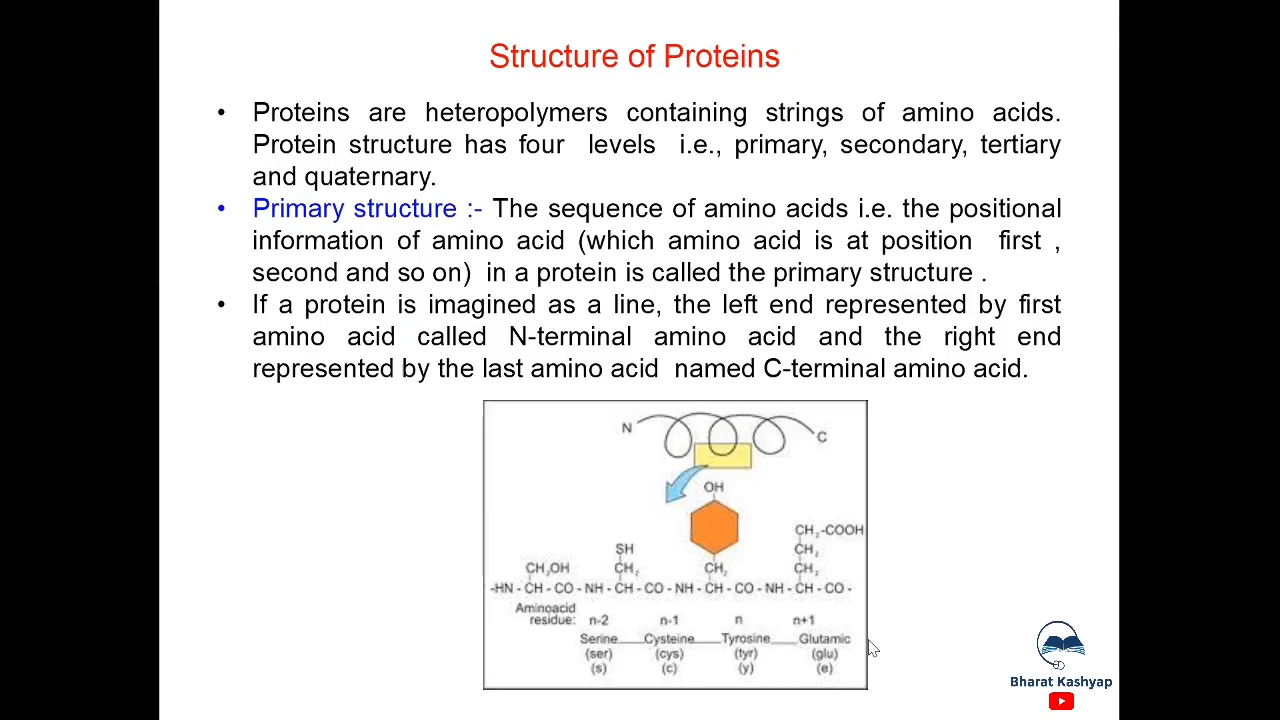 Structure of Proteins
• Proteins are heteropolymers containing strings of amino acids.
Protein structure has four levels i.e., primary, secondary, tertiary
and quaternary.
• Primary structure :- The sequence of amino acids i.e. the positional
information of amino acid (which amino acid is at position first ,
second and so on) in a protein is called the primary structure .
• If a protein is imagined as a line, the left end represented by first
amino acid called N-terminal amino acid and the right end
represented by the last amino acid named C-terminal amino acid.
N
C
OH
CH₂-COOH
SH
CH₂
CH₂OH
CH₂
CH₂
CH₂
-HN - CH - CO - NH - CH - CO - NH - CH - CO - NH - CH - CO -
Aminoacid
residue: n-2 n-1 n n+1
Serine Cysteine Tyrosine Glutamic
(ser) (cys) (tyr) (glu)
(s) (c) (y) (e)
Bharat Kashyap